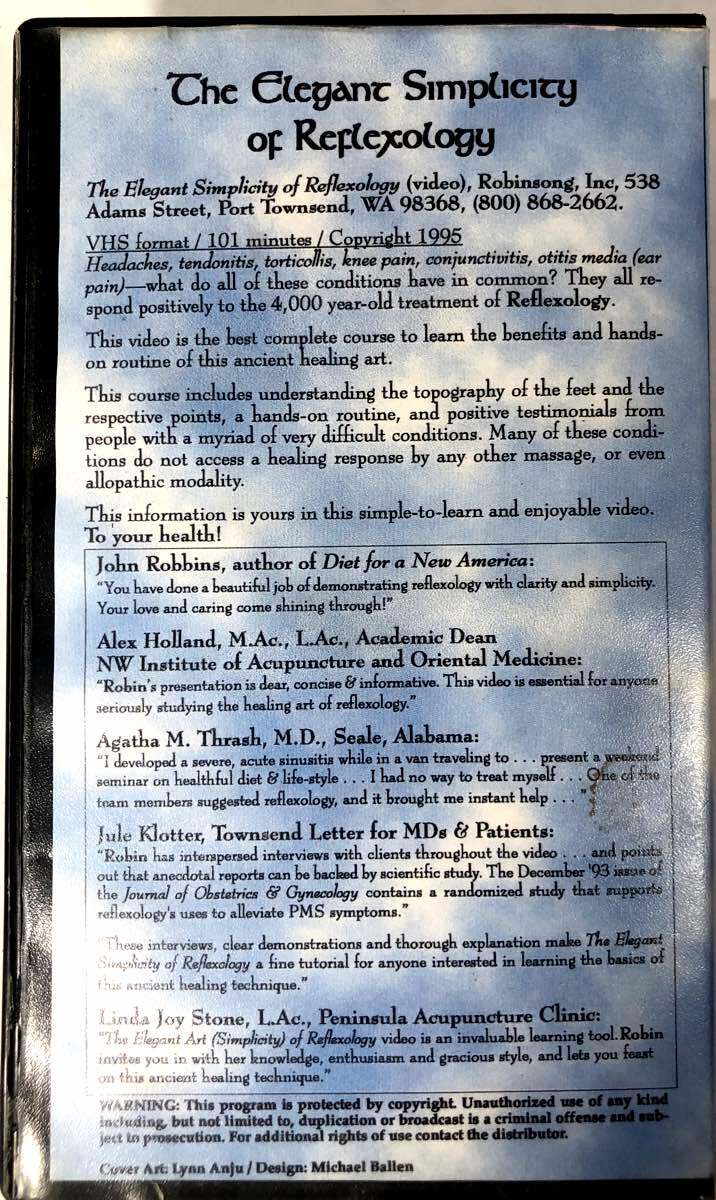 The Elegant Simplicity
of Reflexology
The Elegant Simplicity of Reflexology (video), Robinsong, Inc, 538
Adams Street, Port Townsend, WA 98368, (800) 868-2662.
VHS format / 101 minutes / Copyright 1995
Headaches, tendonitis, torticollis, knee pain, conjunctivitis, otitis media (ear
pain)—what do all of these conditions have in common? They all re-
spond positively to the 4,000 year-old treatment of Reflexology.
This video is the best complete course to learn the benefits and hands-
on routine of this ancient healing art.
This course includes understanding the topography of the feet and the
respective points, a hands-on routine, and positive testimonials from
people with a myriad of very difficult conditions. Many of these condi-
tions do not access a healing response by any other massage, or even
allopathic modality.
This information is yours in this simple-to-learn and enjoyable video.
To your health!
John Robbins, author of Diet for a New America:
"You have done a beautiful job of demonstrating reflexology with clarity and simplicity.
Your love and caring come shining through!"
Alex Holland, M.Ac., L.Ac., Academic Dean
NW Institute of Acupuncture and Oriental Medicine:
"Robin's presentation is dear, concise & informative. This video is essential for anyone
seriously studying the healing art of reflexology."
Agatha M. Thrash, M.D., Seale, Alabama:
"I developed a severe, acute sinusitis while in a van traveling to . . . present a weekend
seminar on healthful diet & life-style . . . I had no way to treat myself . . . One of the
team members suggested reflexology, and it brought me instant help . . ."
Jule Klotter, Townsend Letter for MDs & Patients:
"Robin has interspersed interviews with clients throughout the video . . . and points
out that anecdotal reports can be backed by scientific study. The December '93 issue of
the Journal of Obstetrics & Gynecology contains a randomized study that supports
reflexology's uses to alleviate PMS symptoms."
"These interviews, clear demonstrations and thorough explanation make The Elegant
Simplicity of Reflexology a fine tutorial for anyone interested in learning the basics of
this ancient healing technique."
Linda Joy Stone, L.Ac., Peninsula Acupuncture Clinic:
"The Elegant Art (Simplicity) of Reflexology video is an invaluable learning tool. Robin
invites you in with her knowledge, enthusiasm and gracious style, and lets you feast
on this ancient healing technique."
WARNING: This program is protected by copyright. Unauthorized use of any kind
including, but not limited to, duplication or broadcast is a criminal offense and sub-
ject to prosecution. For additional rights of use contact the distributor.
Cover Art: Lynn Anju / Design: Michael Ballen